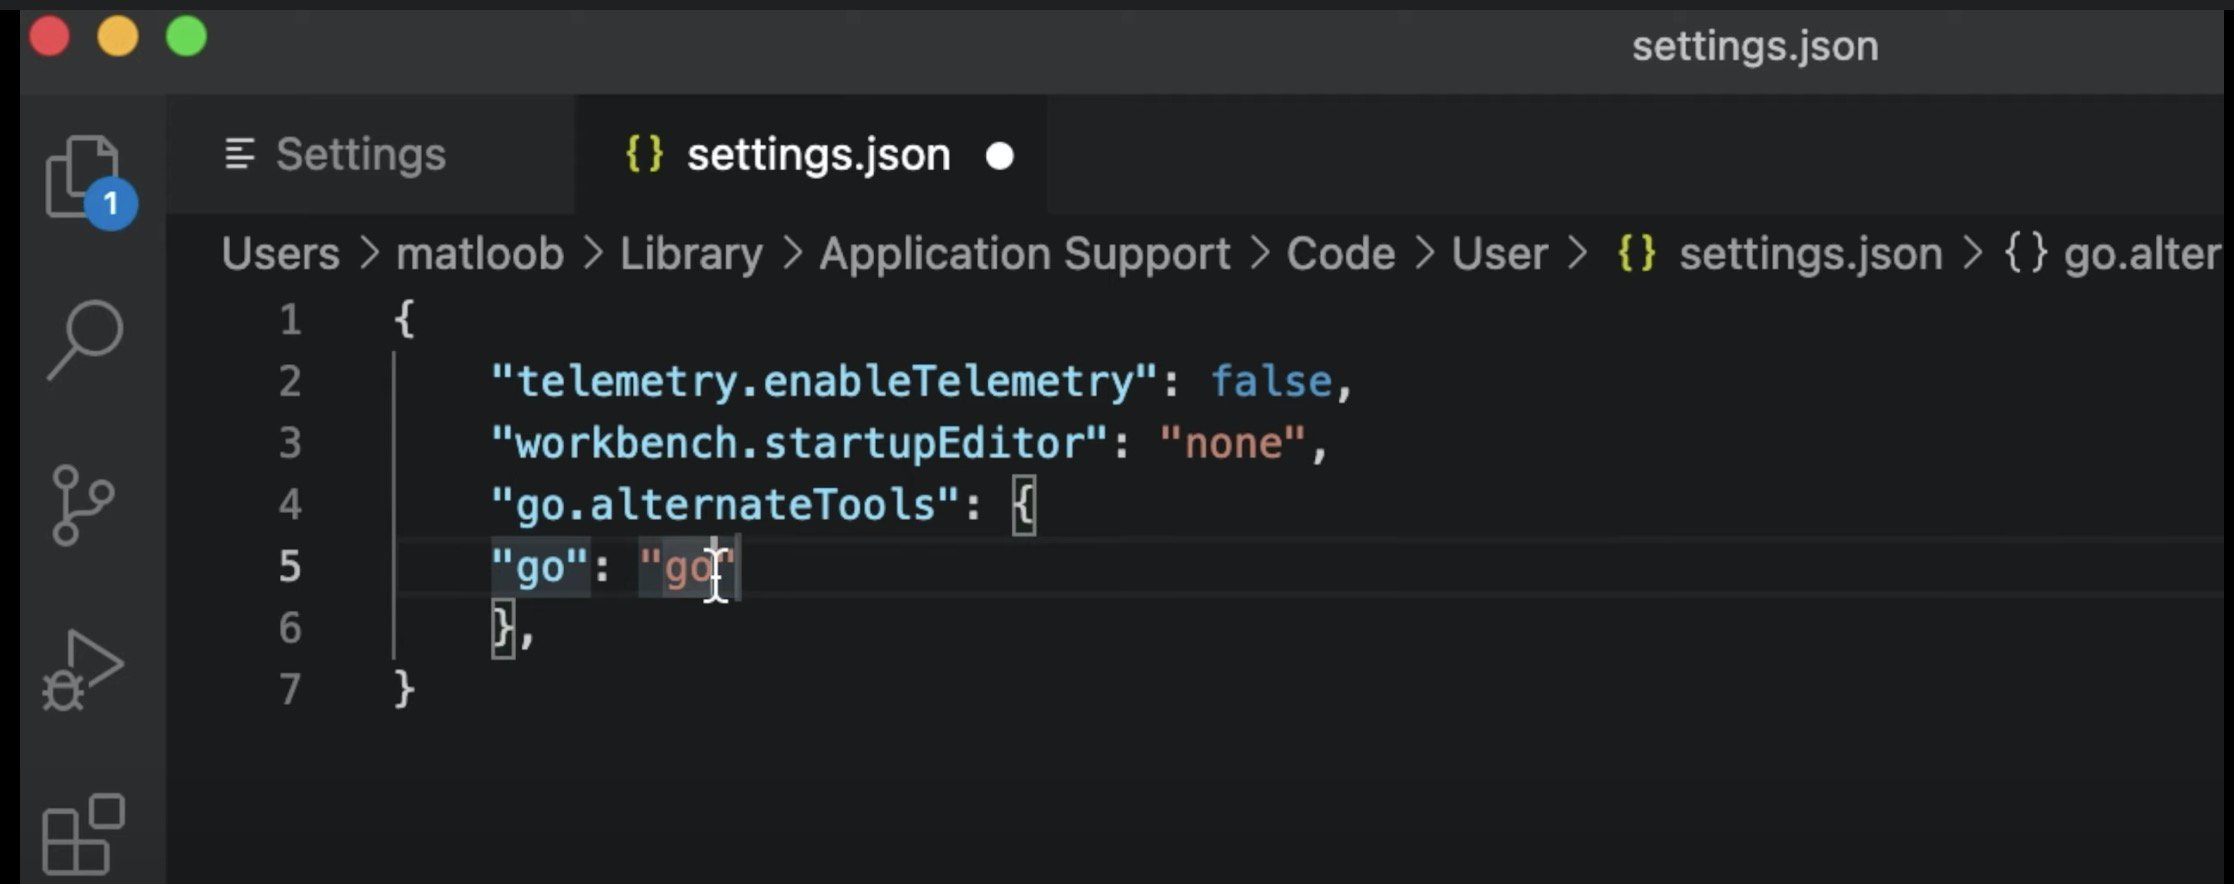 settings.json
Settings {} settings.json
1
Users > matloob > Library > Application Support > Code > User > {} settings.json > {} go.alter
1 {
2 "telemetry.enableTelemetry": false,
3 "workbench.startupEditor": "none",
4 "go.alternateTools": {
5 "go": "go"
6 },
7 }